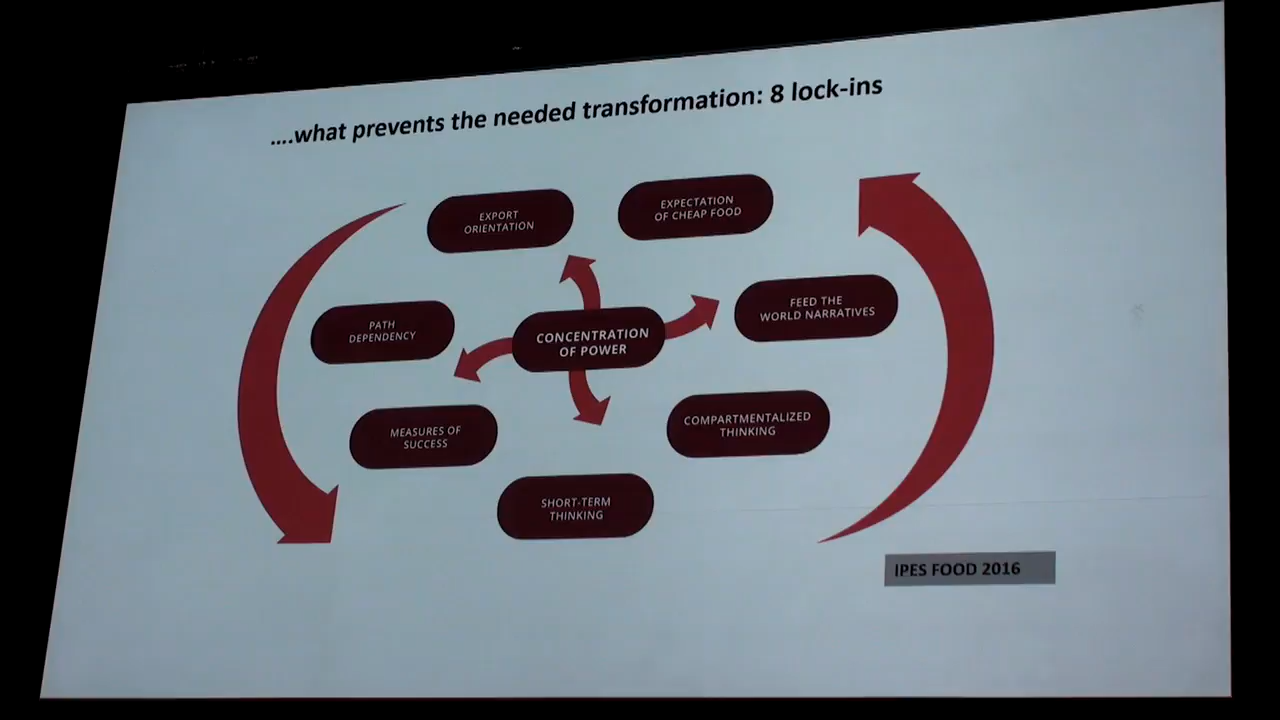 ....what prevents the needed transformation: 8 lock-ins
EXPORT
ORIENTATION
EXPECTATION
OF CHEAP FOOD
PATH
DEPENDENCY
CONCENTRATION
OF POWER
FEED THE
WORLD NARRATIVES
MEASURES OF
SUCCESS
COMPARTMENTALIZED
THINKING
SHORT-TERM
THINKING
IPES FOOD 2016